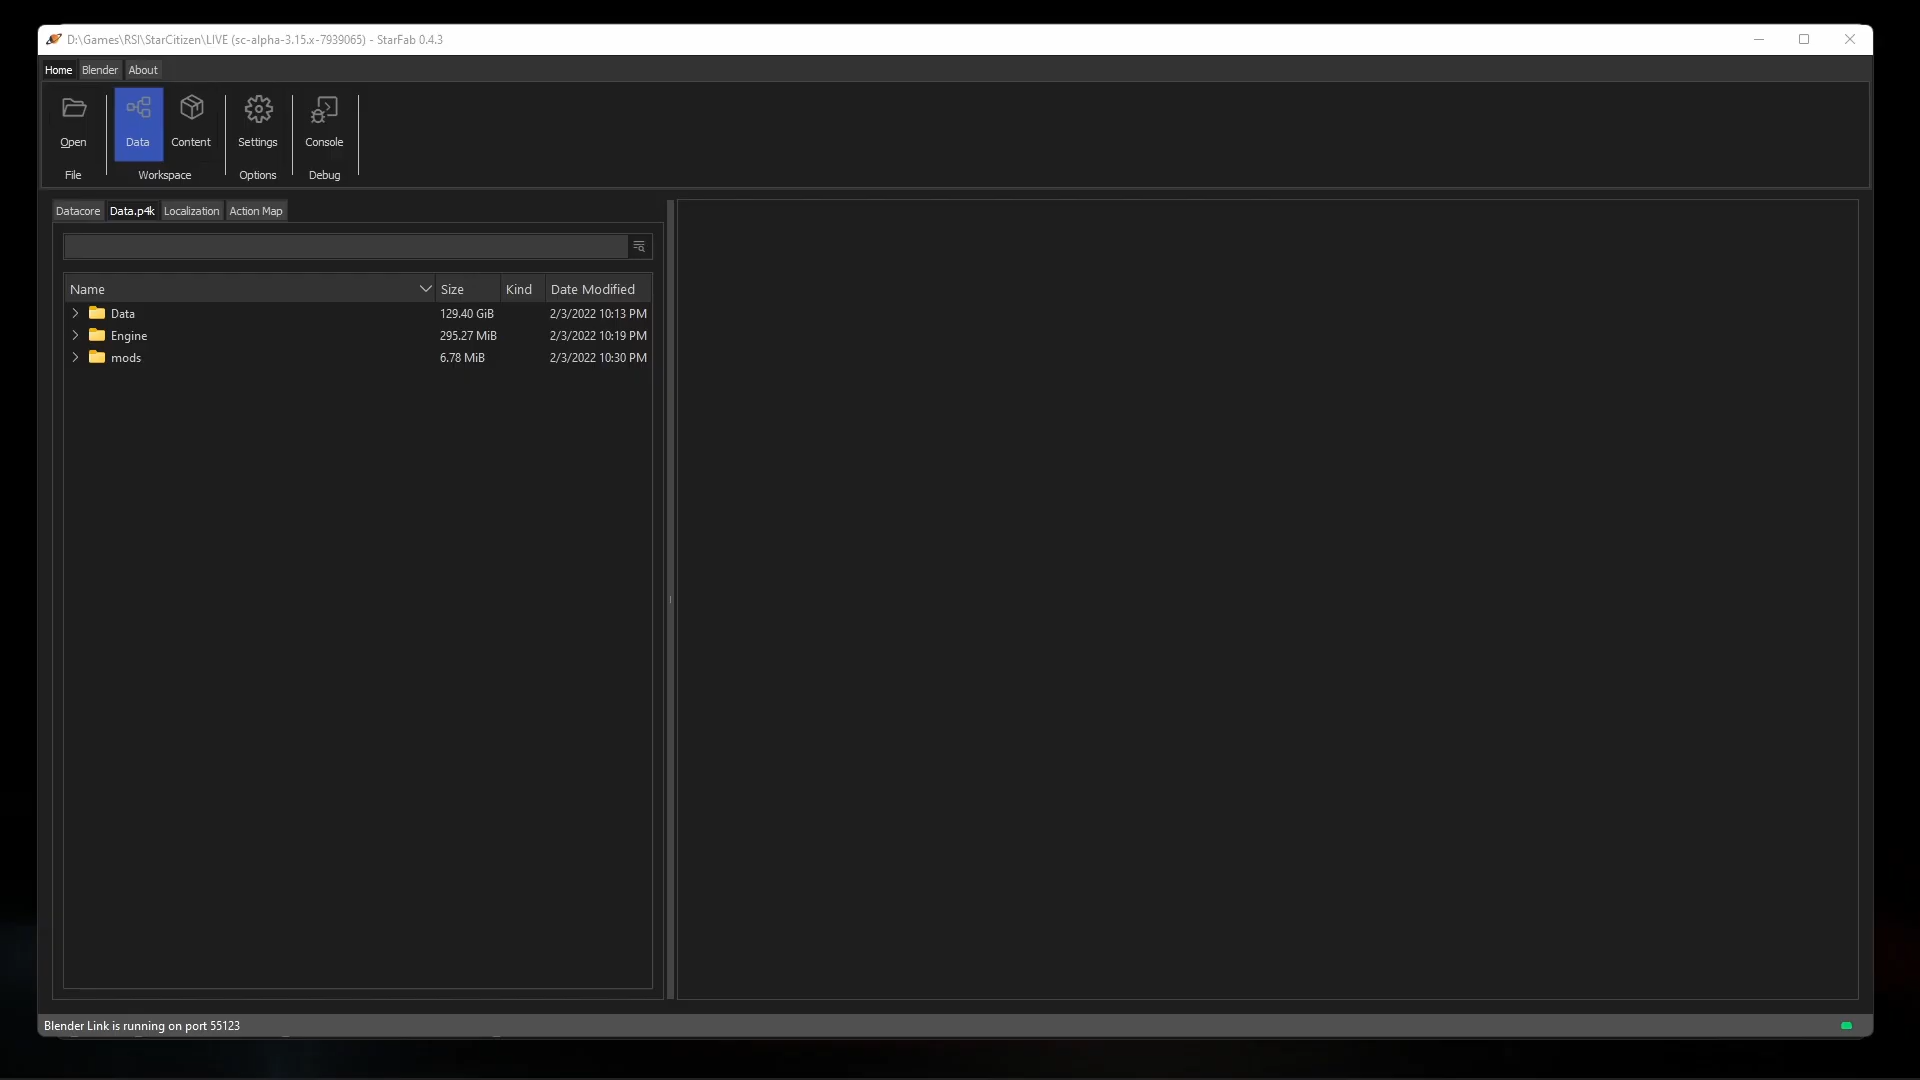 D:\Games\RSI\StarCitizen\LIVE (sc-alpha-3.15.x-7939065) - StarFab 0.4.3
Home Blender About
Open Data Content Settings Console
File Workspace Options Debug
Datacore Data.p4k Localization Action Map
Name Size Kind Date Modified
Data 129.40 GiB 2/3/2022 10:13 PM
Engine 295.27 MiB 2/3/2022 10:19 PM
mods 6.78 MiB 2/3/2022 10:30 PM
Blender Link is running on port 55123